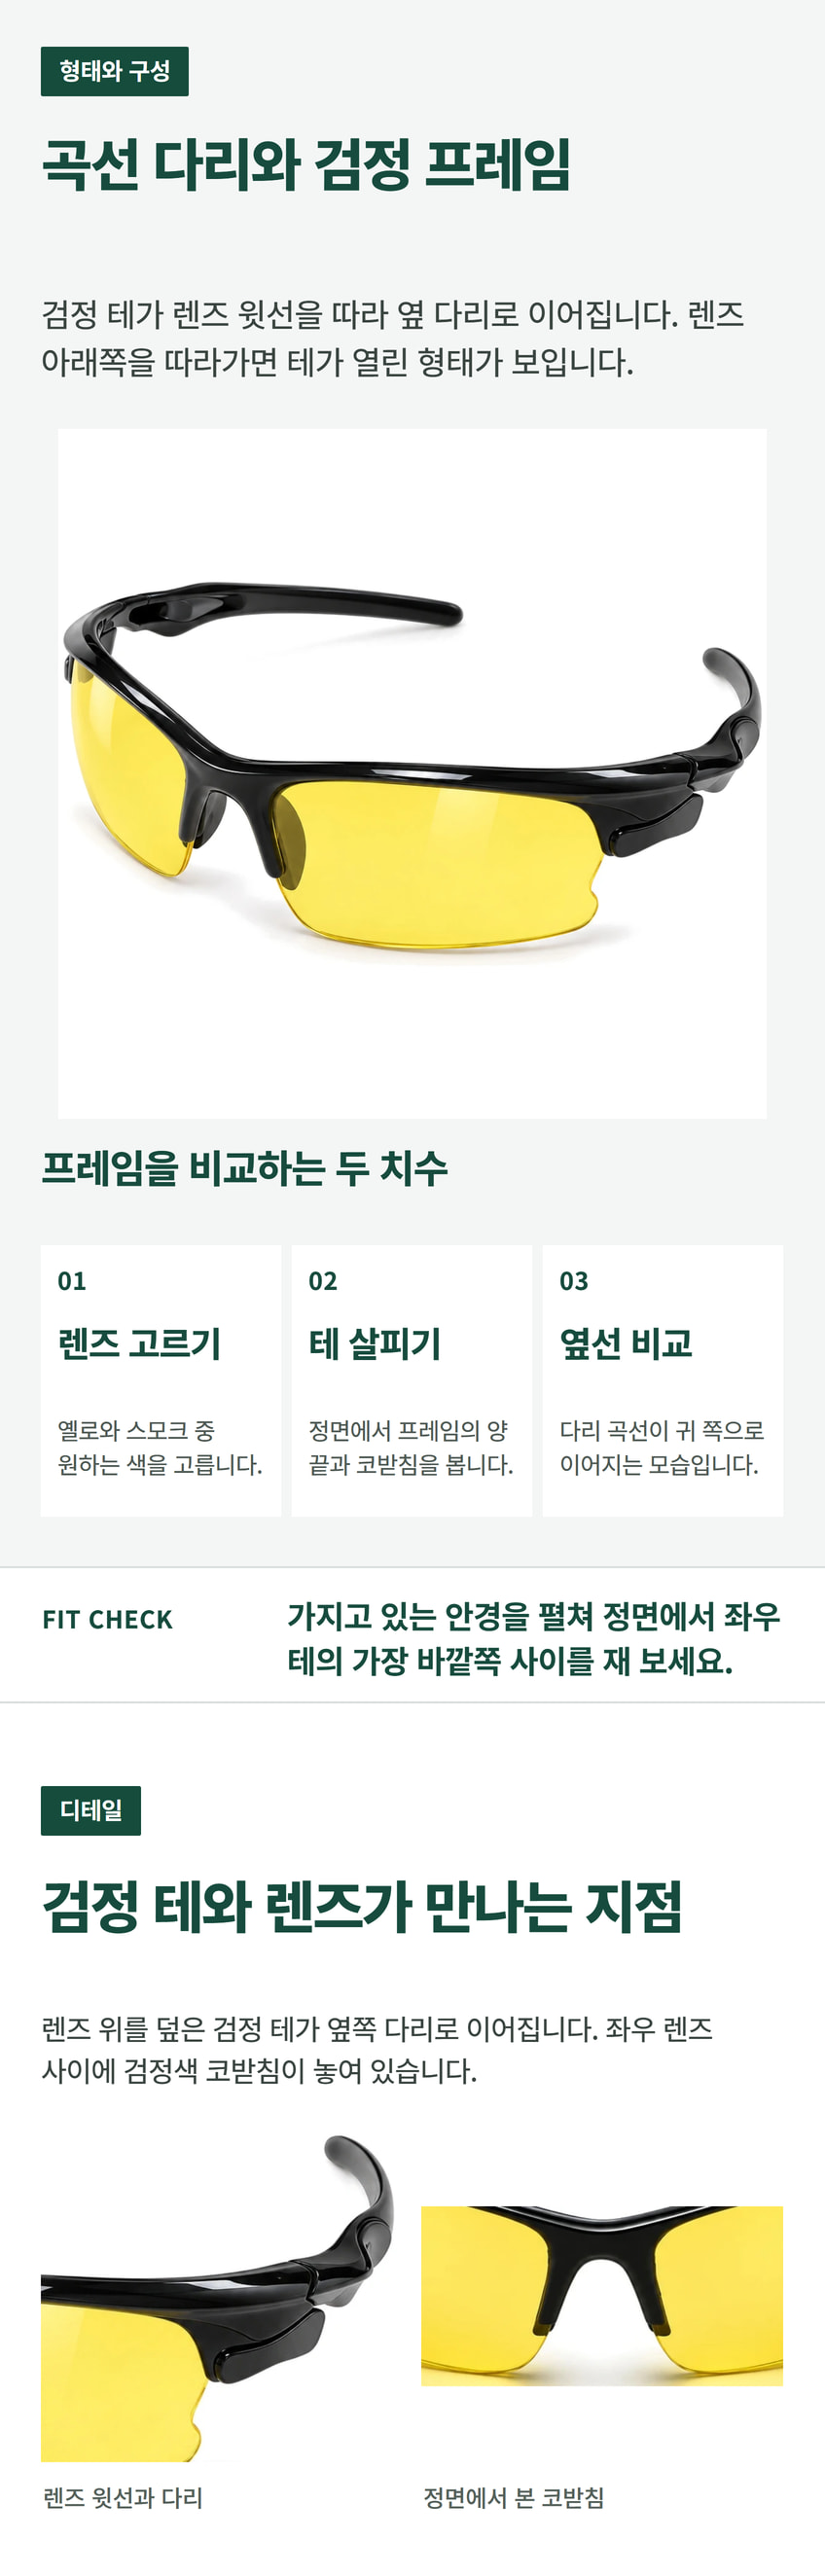 형태와 구성
곡선 다리와 검정 프레임
검정 테가 렌즈 윗선을 따라 옆 다리로 이어집니다. 렌즈
아래쪽을 따라가면 테가 열린 형태가 보입니다.
프레임을 비교하는 두 치수
01
렌즈 고르기
옐로와 스모크 중
원하는 색을 고릅니다.
02
테 살피기
정면에서 프레임의 양
끝과 코받침을 봅니다.
03
옆선 비교
다리 곡선이 귀 쪽으로
이어지는 모습입니다.
FIT CHECK
가지고 있는 안경을 펼쳐 정면에서 좌우
테의 가장 바깥쪽 사이를 재 보세요.
디테일
검정 테와 렌즈가 만나는 지점
렌즈 위를 덮은 검정 테가 옆쪽 다리로 이어집니다. 좌우 렌즈
사이에 검정색 코받침이 놓여 있습니다.
렌즈 윗선과 다리
정면에서 본 코받침